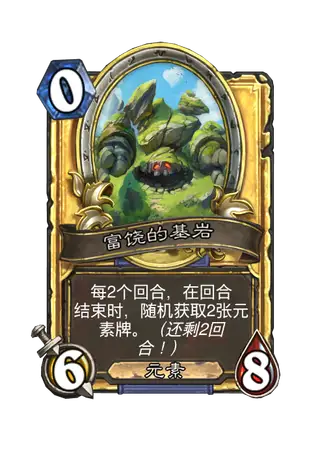 0
富饶的基岩
每2个回合，在回合
结束时，随机获取2张元
素牌。（还剩2回
合！）
6
元素
8